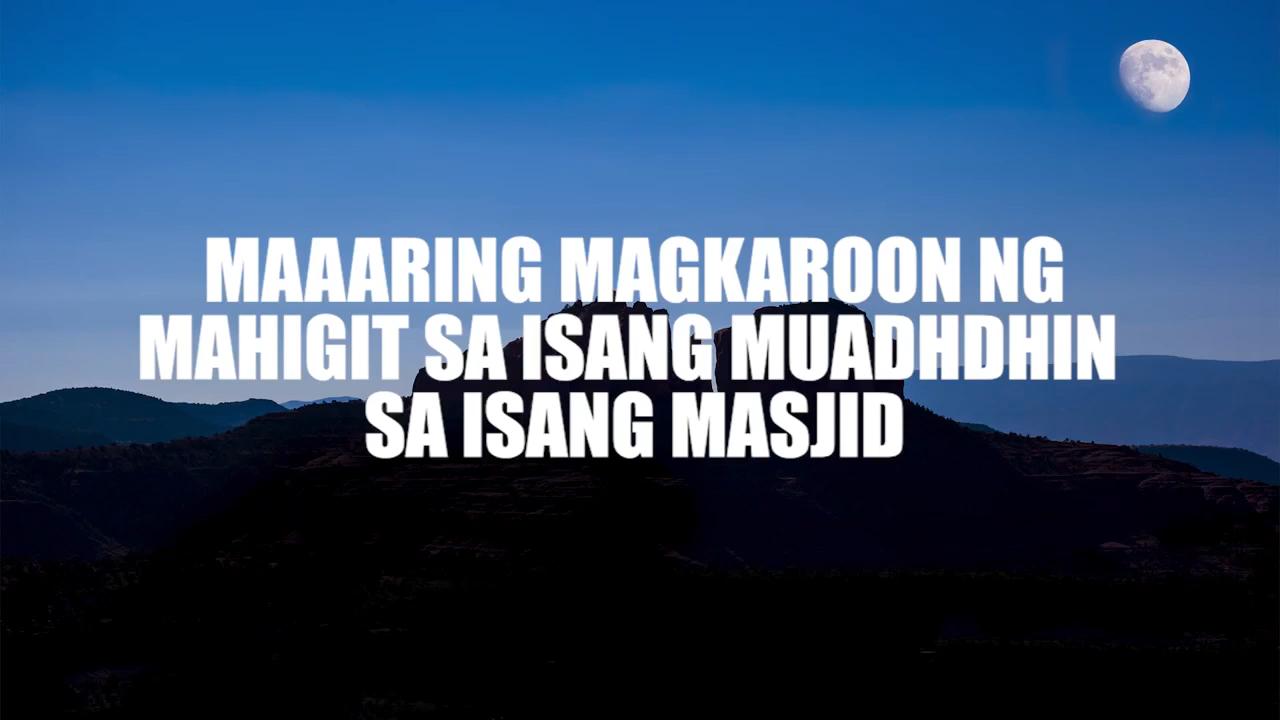 MAAARING MAGKAROON NG
MAHIGIT SA ISANG MUADHDHIN
SA ISANG MASJID